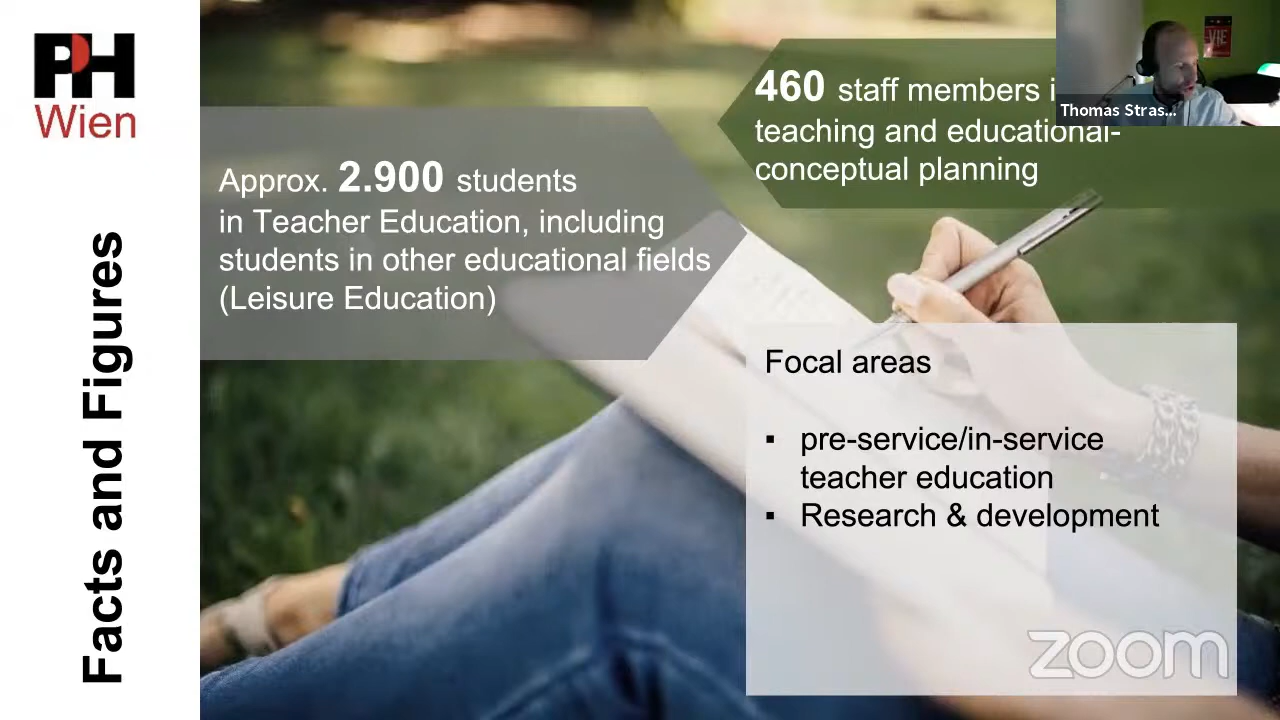 PH
Wien
Facts and Figures
Approx. 2.900 students
in Teacher Education, including
students in other educational fields
(Leisure Education)
460 staff members i
teaching and educational-
conceptual planning
VIE
Thomas Stras...
Focal areas
▪ pre-service/in-service
teacher education
▪ Research & development
zoom